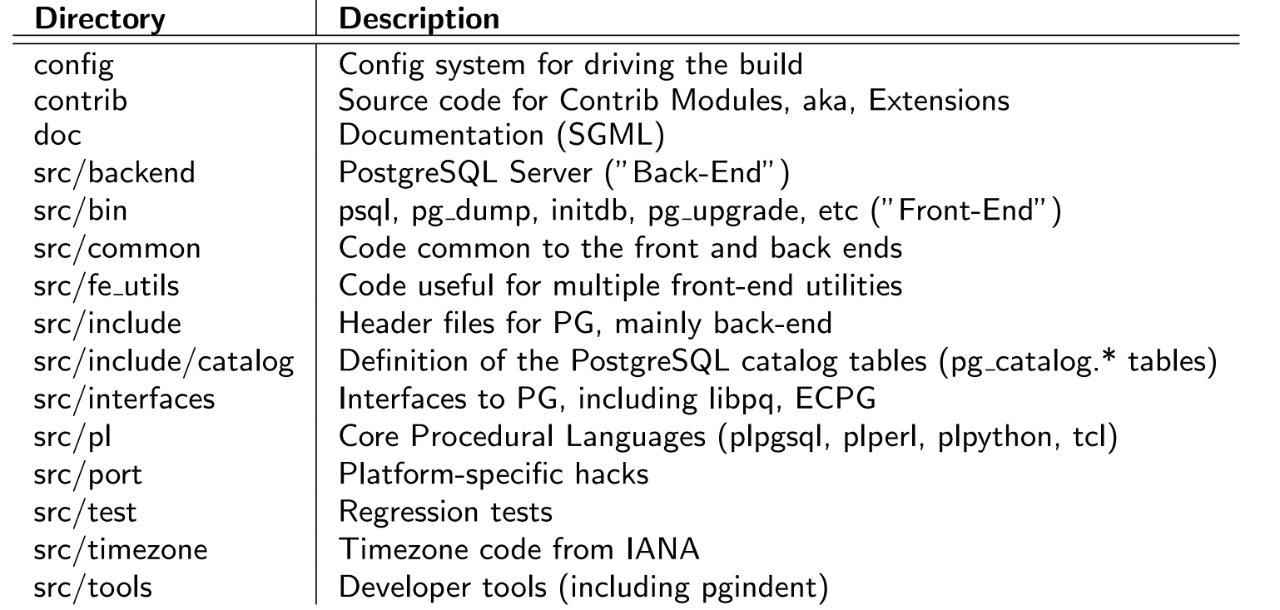 Directory Description
config Config system for driving the build
contrib Source code for Contrib Modules, aka, Extensions
doc Documentation (SGML)
src/backend PostgreSQL Server ("Back-End")
src/bin psql, pg_dump, initdb, pg_upgrade, etc ("Front-End")
src/common Code common to the front and back ends
src/fe_utils Code useful for multiple front-end utilities
src/include Header files for PG, mainly back-end
src/include/catalog Definition of the PostgreSQL catalog tables (pg_catalog.* tables)
src/interfaces Interfaces to PG, including libpq, ECPG
src/pl Core Procedural Languages (plpgsql, plperl, plpython, tcl)
src/port Platform-specific hacks
src/test Regression tests
src/timezone Timezone code from IANA
src/tools Developer tools (including pgindent)